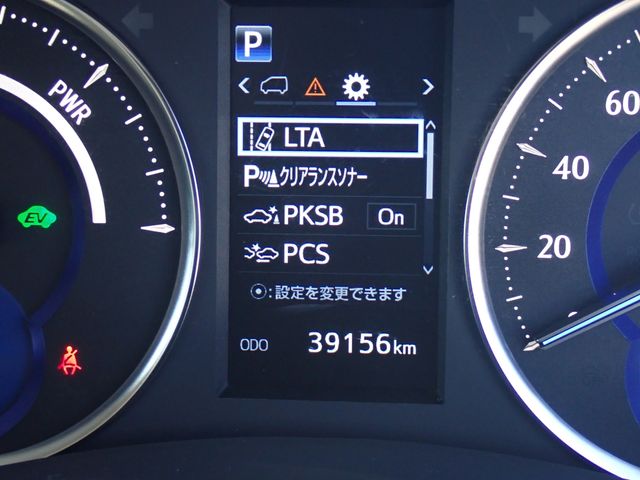 P
PWR
EV
LTA
Pクリアランスソナー
PKSB On
PCS
:設定を変更できます
ODO 39156km
60
40
20